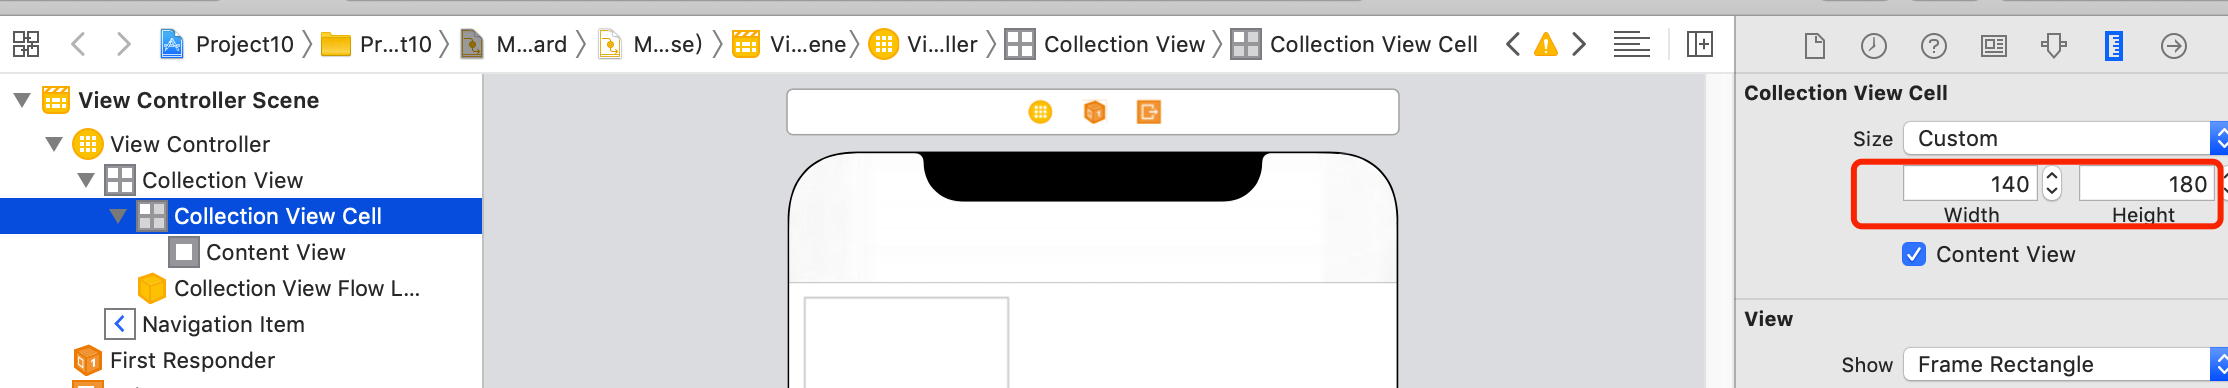 Project10 Pr...t10 M...ard M...se) Vi...ene Vi...ller Collection View Collection View Cell
View Controller Scene
View Controller
Collection View
Collection View Cell
Content View
Collection View Flow L...
Navigation Item
First Responder
Collection View Cell
Size Custom
140 180
Width Height
Content View
View
Show Frame Rectangle